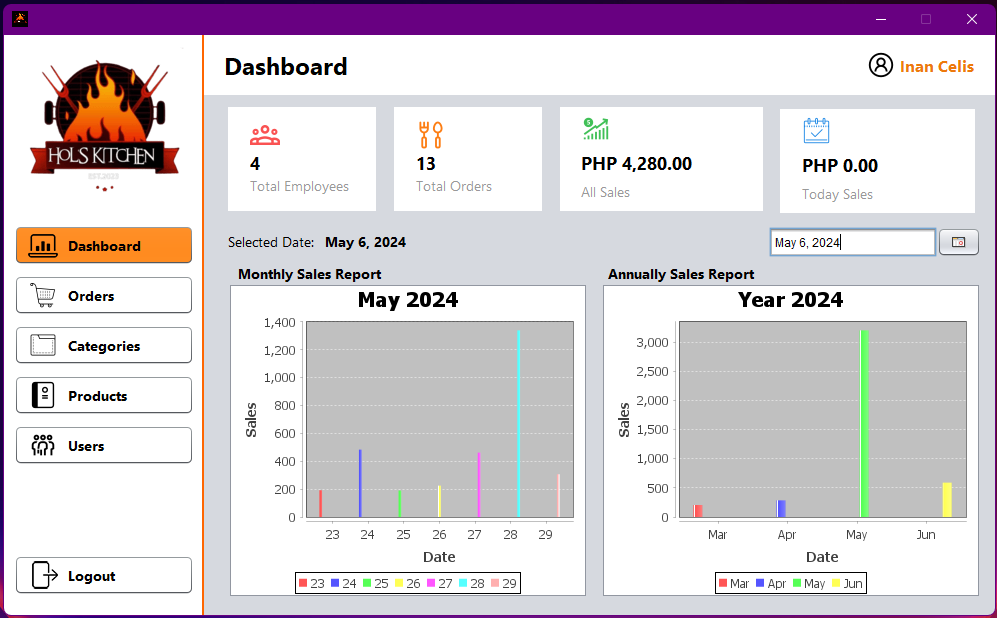 Dashboard
Inan Celis
HOL'S KITCHEN
4
Total Employees
13
Total Orders
PHP 4,280.00
All Sales
PHP 0.00
Today Sales
Dashboard
Orders
Categories
Products
Users
Logout
Selected Date: May 6, 2024
May 6, 2024
Monthly Sales Report
May 2024
1,400
1,200
1,000
800
600
400
200
0
Sales
23 24 25 26 27 28 29
Date
23 24 25 26 27 28 29
Annually Sales Report
Year 2024
3,000
2,500
2,000
1,500
1,000
500
0
Sales
Mar Apr May Jun
Date
Mar Apr May Jun